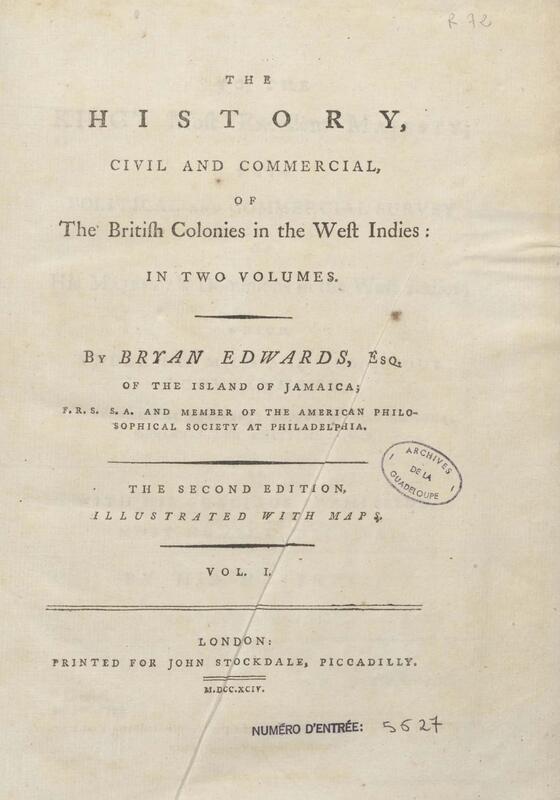 R 72
THE
HISTORY,
CIVIL AND COMMERCIAL,
OF
The Britiſh Colonies in the Weſt Indies:
IN TWO VOLUMES.
BY BRYAN EDWARDS, ESQ.
OF THE ISLAND OF JAMAICA;
F.R.S. S.A. AND MEMBER OF THE AMERICAN PHILO-
SOPHICAL SOCIETY AT PHILADELPHIA.
ARCHIVES
DE LA
GUADELOUPE
THE SECOND EDITION,
ILLUSTRATED WITH MAPS,
VOL. I.
LONDON:
PRINTED FOR JOHN STOCKDALE, PICCADILLY.
M.DCC.XCIV.
NUMÉRO D'ENTRÉE: 5627